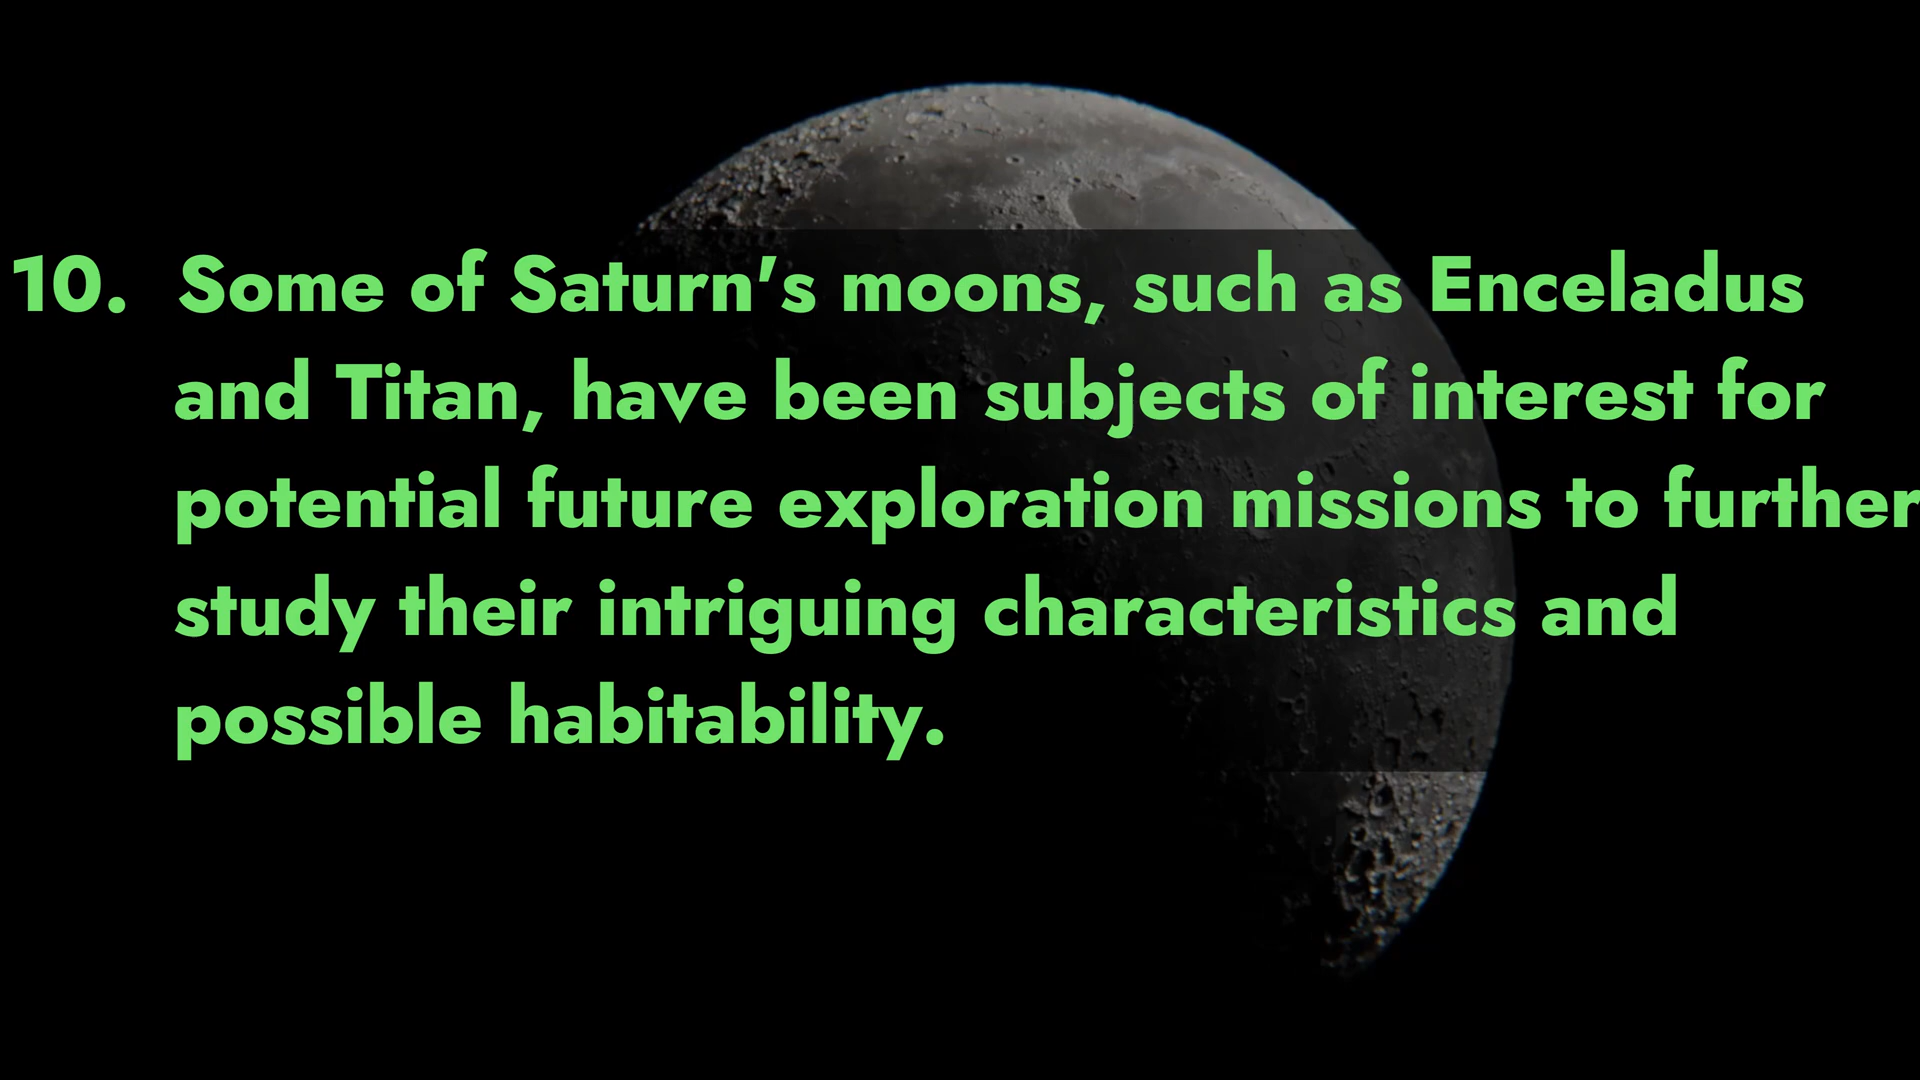 10. Some of Saturn's moons, such as Enceladus
and Titan, have been subjects of interest for
potential future exploration missions to further
study their intriguing characteristics and
possible habitability.